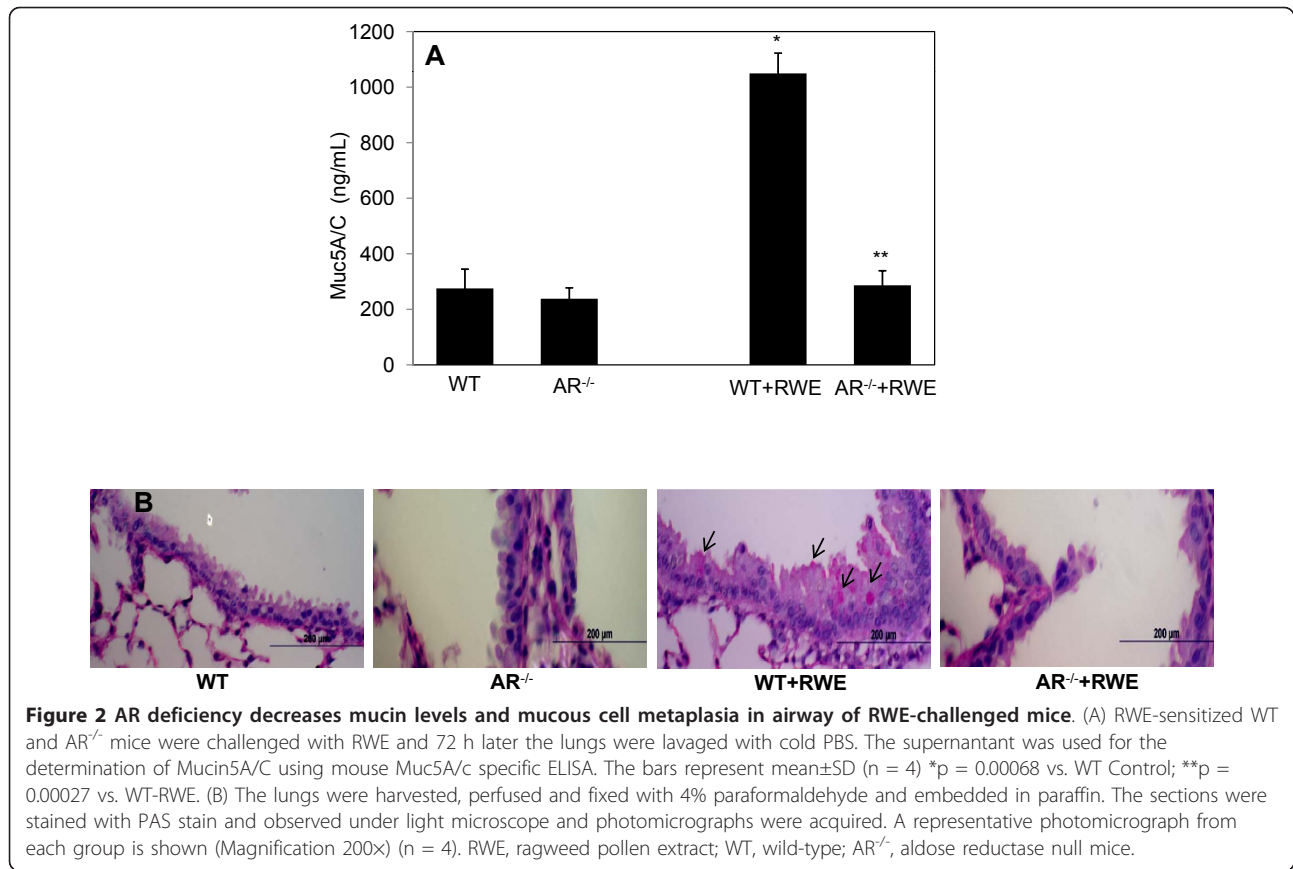 1200
1000
800
600
400
200
0
Muc5A/C (ng/mL)
A
*
**
WT
AR-/-
WT+RWE
AR-/-+RWE
B
200 µm
200 µm
200 µm
200 µm
WT
AR-/-
WT+RWE
AR-/-+RWE
Figure 2 AR deficiency decreases mucin levels and mucous cell metaplasia in airway of RWE-challenged mice. (A) RWE-sensitized WT
and AR-/- mice were challenged with RWE and 72 h later the lungs were lavaged with cold PBS. The supernantant was used for the
determination of Mucin5A/C using mouse Muc5A/c specific ELISA. The bars represent mean±SD (n = 4) *p = 0.00068 vs. WT Control; **p =
0.00027 vs. WT-RWE. (B) The lungs were harvested, perfused and fixed with 4% paraformaldehyde and embedded in paraffin. The sections were
stained with PAS stain and observed under light microscope and photomicrographs were acquired. A representative photomicrograph from
each group is shown (Magnification 200×) (n = 4). RWE, ragweed pollen extract; WT, wild-type; AR-/-, aldose reductase null mice.